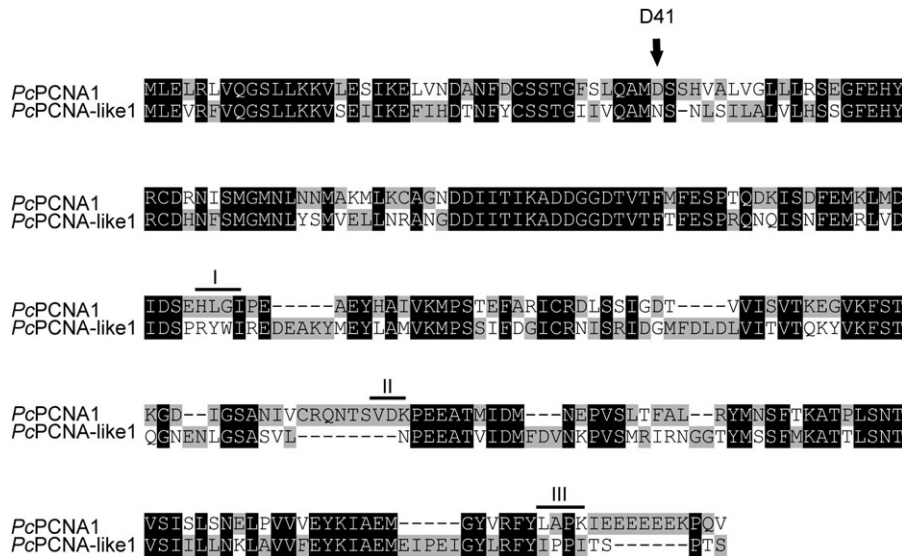 D41
PcPCNA1 MLELRLVQGSLLKKVLESIKELVNDANFDCSSTGFSLQAMDSSHVALVGLLLRSEGFEHY
PcPCNA-like1 MLEVRFVQGSLLKKVSEIIKEFIHDTNFYCSSTGIIVQAMNS-NLSILALVLHSSGFEHY
PcPCNA1 RCDRNISMGMNLNNMAKMLKCAGNDDIITIKADDGGDTVTFMFESPTQDKISDFEMKLMD
PcPCNA-like1 RCDHNFSMGMNLYSMVELLNRANGDDIITIKADDGGDTVTFTFESPRQNQISNFEMRLVD
I
PcPCNA1 IDSEHLGIPE-----AEYHAIVKMPSTEFARICRDLSSIGDT----VVISVTKEGVKFST
PcPCNA-like1 IDSPRYWIREDEAKYMEYLAMVKMPSSIFDGICRNISRIDGMFDLDLVITVTQKYVKFST
II
PcPCNA1 KGD--IGSANIVCRQNTSVDKPEEATMIDM---NEPVSLTFAL--RYMNSFTKATPLSNT
PcPCNA-like1 QGNENLGSASVL--------NPEEATVIDMFDVNKPVSMRIRNGGTYMSSFMKATTLSNT
III
PcPCNA1 VSISLSNELPVVVEYKIAEM-----GYVRFYLAPKIEEEEEEKPQV
PcPCNA-like1 VSIILLNKLAVVFEYKIAEMEIPEIGYLRFYIPPITS------PTS